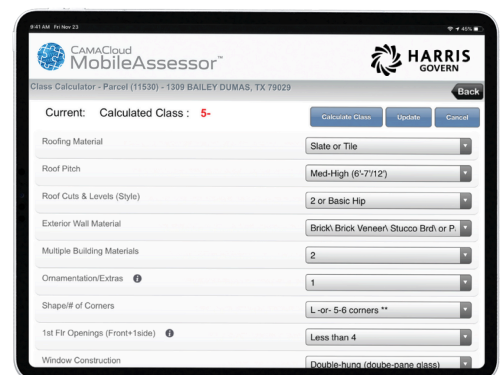 9:41 AM Fri Nov 23
45%
CAMACloud
MobileAssessor™
HARRIS
GOVERN
Class Calculator - Parcel (11530) - 1309 BAILEY DUMAS, TX 79029
Back
Current: Calculated Class : 5-
Calculate Class Update Cancel
Roofing Material Slate or Tile
Roof Pitch Med-High (6'-7'/12')
Roof Cuts & Levels (Style) 2 or Basic Hip
Exterior Wall Material Brick\ Brick Veneer\ Stucco Brd\ or P.
Multiple Building Materials 2
Ornamentation/Extras 1
Shape/# of Corners L -or- 5-6 corners **
1st Flr Openings (Front+1side) Less than 4
Window Construction Double-hung (doube-pane glass)